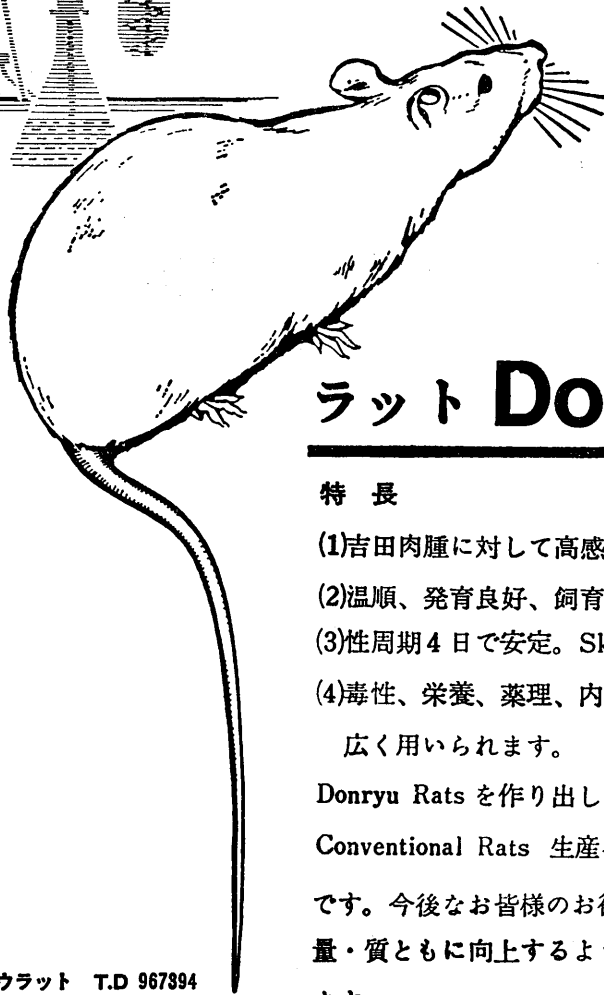 ラット Do
特 長
(1)吉田肉腫に対して高感
(2)温順、発育良好、飼育
(3)性周期4日で安定。Sk
(4)毒性、栄養、薬理、内
広く用いられます。
Donryu Rats を作り出し
Conventional Rats 生産
です。今後なお皆様のお
量・質ともに向上するよ
ウラット T.D 967394